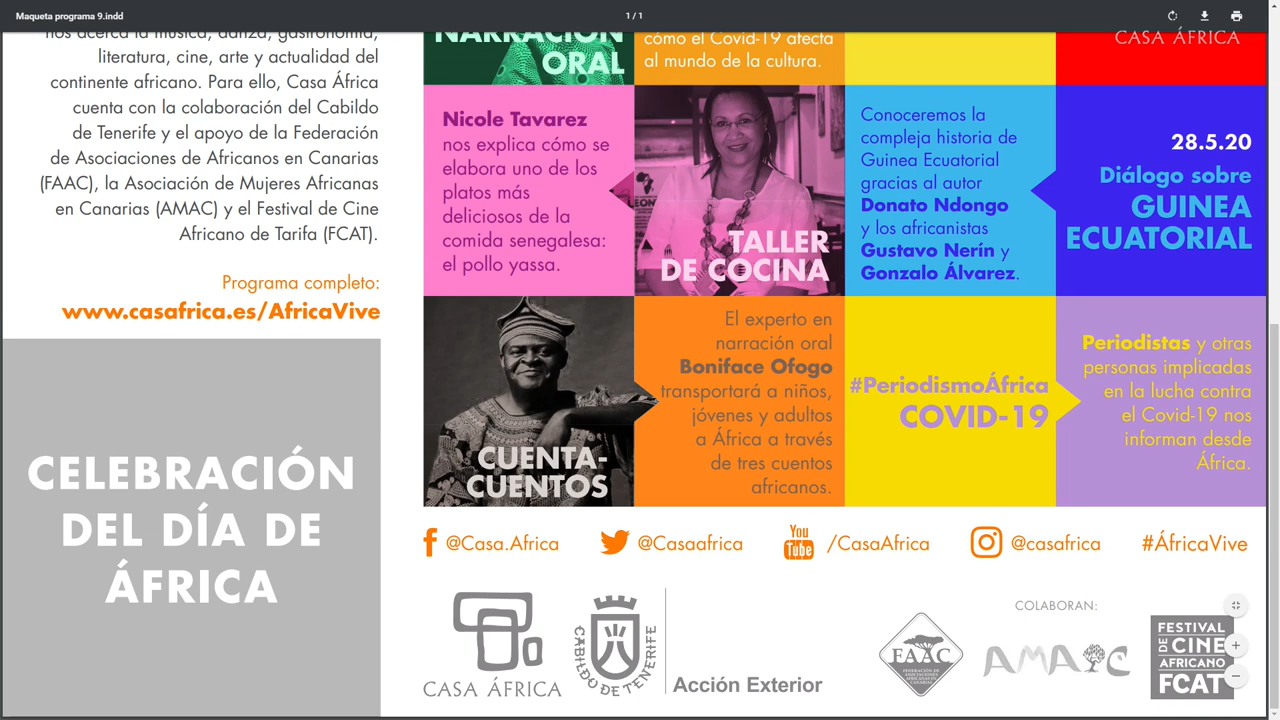 Maqueta programa 9.indd
1 / 1
nos acerca la música, danza, gastronomía,
literatura, cine, arte y actualidad del
continente africano. Para ello, Casa África
cuenta con la colaboración del Cabildo
de Tenerife y el apoyo de la Federación
de Asociaciones de Africanos en Canarias
(FAAC), la Asociación de Mujeres Africanas
en Canarias (AMAC) y el Festival de Cine
Africano de Tarifa (FCAT).
Programa completo:
www.casafrica.es/AfricaVive
CELEBRACIÓN
DEL DÍA DE
ÁFRICA
NARRACIÓN
ORAL
cómo el Covid-19 afecta
al mundo de la cultura.
CASA ÁFRICA
Nicole Tavarez
nos explica cómo se
elabora uno de los
platos más
deliciosos de la
comida senegalesa:
el pollo yassa.
TALLER
DE COCINA
Conoceremos la
compleja historia de
Guinea Ecuatorial
gracias al autor
Donato Ndongo
y los africanistas
Gustavo Nerín y
Gonzalo Álvarez.
28.5.20
Diálogo sobre
GUINEA
ECUATORIAL
CUENTA-
CUENTOS
El experto en
narración oral
Boniface Ofogo
transportará a niños,
jóvenes y adultos
a África a través
de tres cuentos
africanos.
#PeriodismoÁfrica
COVID-19
Periodistas y otras
personas implicadas
en la lucha contra
el Covid-19 nos
informan desde
África.
@Casa.Africa
@Casaafrica
You
Tube
/CasaAfrica
@casafrica
#ÁfricaVive
CASA ÁFRICA
CABILDO DE TENERIFE
Acción Exterior
COLABORAN:
FAAC
FEDERACIÓN DE
ASOCIACIONES AFRICANAS
EN CANARIAS
AMAC
FESTIVAL
DE CINE
AFRICANO
FCAT